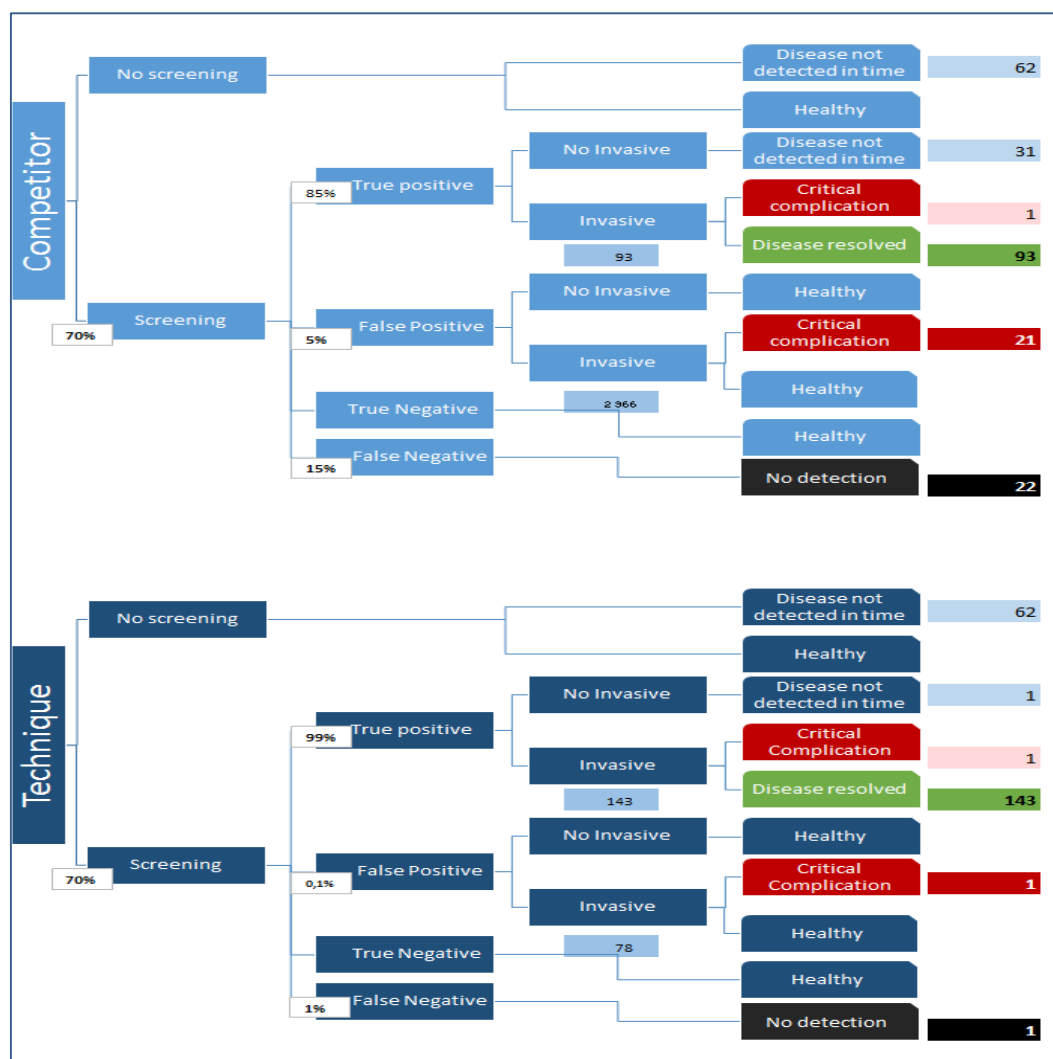 Competitor
No screening
Disease not
detected in time
62
Healthy
True positive
85%
No Invasive
Disease not
detected in time
31
Invasive
93
Critical
complication
1
Disease resolved
93
Screening
70%
False Positive
5%
No Invasive
Healthy
Invasive
2 966
Critical
complication
21
Healthy
True Negative
Healthy
False Negative
15%
No detection
22
Technique
No screening
Disease not
detected in time
62
Healthy
True positive
99%
No Invasive
Disease not
detected in time
1
Invasive
143
Critical
Complication
1
Disease resolved
143
Screening
70%
False Positive
0,1%
No Invasive
Healthy
Invasive
78
Critical
Complication
1
Healthy
True Negative
Healthy
False Negative
1%
No detection
1